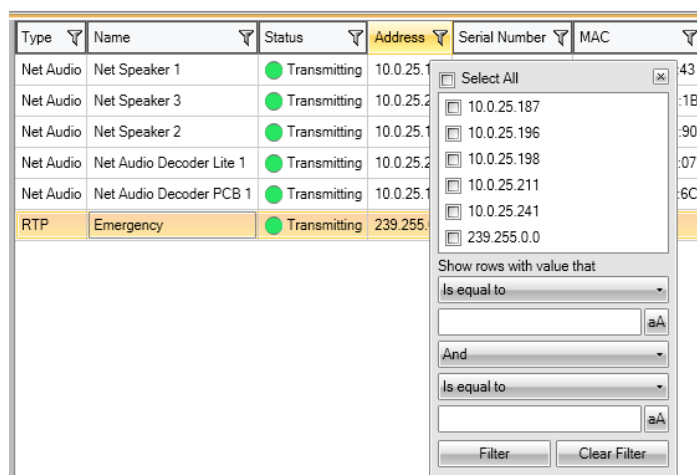 Type Name Status Address Serial Number MAC
Net Audio Net Speaker 1 Transmitting 10.0.25.1 :43
Net Audio Net Speaker 3 Transmitting 10.0.25.2 :1B
Net Audio Net Speaker 2 Transmitting 10.0.25.1 :90
Net Audio Net Audio Decoder Lite 1 Transmitting 10.0.25.2 :07
Net Audio Net Audio Decoder PCB 1 Transmitting 10.0.25.1 :6C
RTP Emergency Transmitting 239.255.
Select All
10.0.25.187
10.0.25.196
10.0.25.198
10.0.25.211
10.0.25.241
239.255.0.0
Show rows with value that
Is equal to
aA
And
Is equal to
aA
Filter Clear Filter